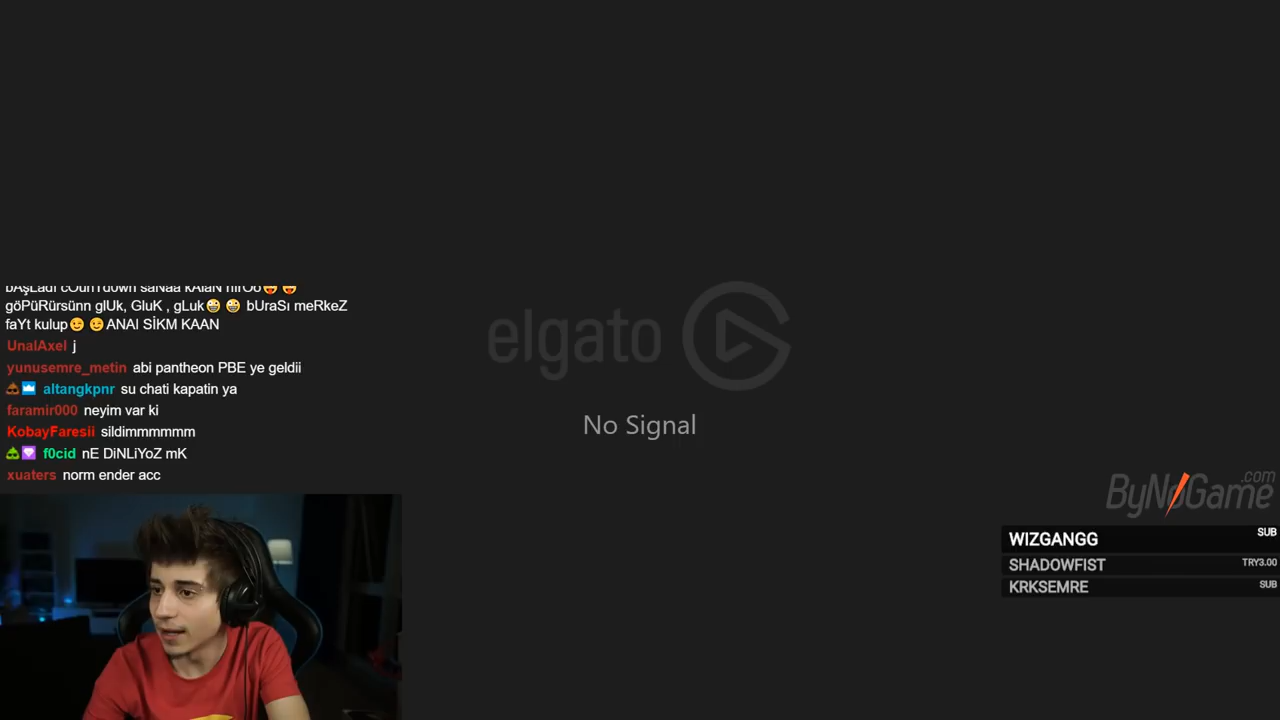 göPüRürsünn glUk, GluK , gLuk😀 😀 bUraSı meRkeZ
faYt kulup😉 😉 ANAI SİKM KAAN
UnalAxel j
yunusemre_metin abi pantheon PBE ye geldii
altangkpnr su chati kapatin ya
faramir000 neyim var ki
KobayFaresii sildimmmmmm
f0cid nE DiNLiYoZ mK
xuaters norm ender acc
elgato
No Signal
ByNoGame.com
WIZGANGG SUB
SHADOWFIST TRY3.00
KRKSEMRE SUB